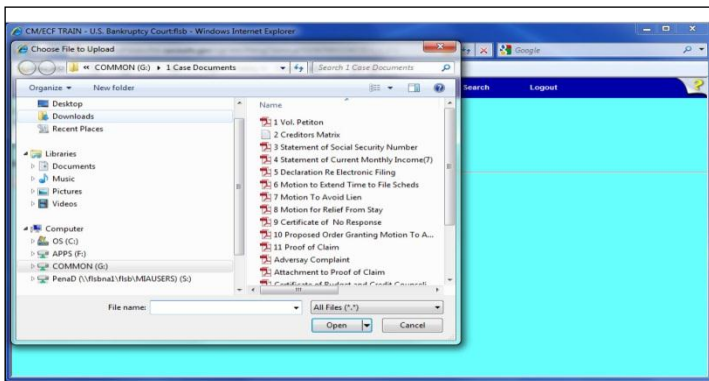 CM/ECF TRAIN - U.S. Bankruptcy Court:flsb - Windows Internet Explorer
Choose File to Upload
Google
« COMMON (G:) ▸ 1 Case Documents
Search 1 Case Documents
Organize
New folder
Search
Logout
Desktop
Downloads
Recent Places
Libraries
Documents
Music
Pictures
Videos
Computer
OS (C:)
APPS (F:)
COMMON (G:)
PenaD (\\flsbna1\flsb\MIAUSERS) (S:)
Name
1 Vol. Petiton
2 Creditors Matrix
3 Statement of Social Security Number
4 Statement of Current Monthly Income(7)
5 Declaration Re Electronic Filing
6 Motion to Extend Time to File Scheds
7 Motion To Avoid Lien
8 Motion for Relief From Stay
9 Certificate of No Response
10 Proposed Order Granting Motion To A...
11 Proof of Claim
Adversay Complaint
Attachment to Proof of Claim
Certificate of Budget and Credit Counseli...
File name:
All Files (*.*)
Open
Cancel